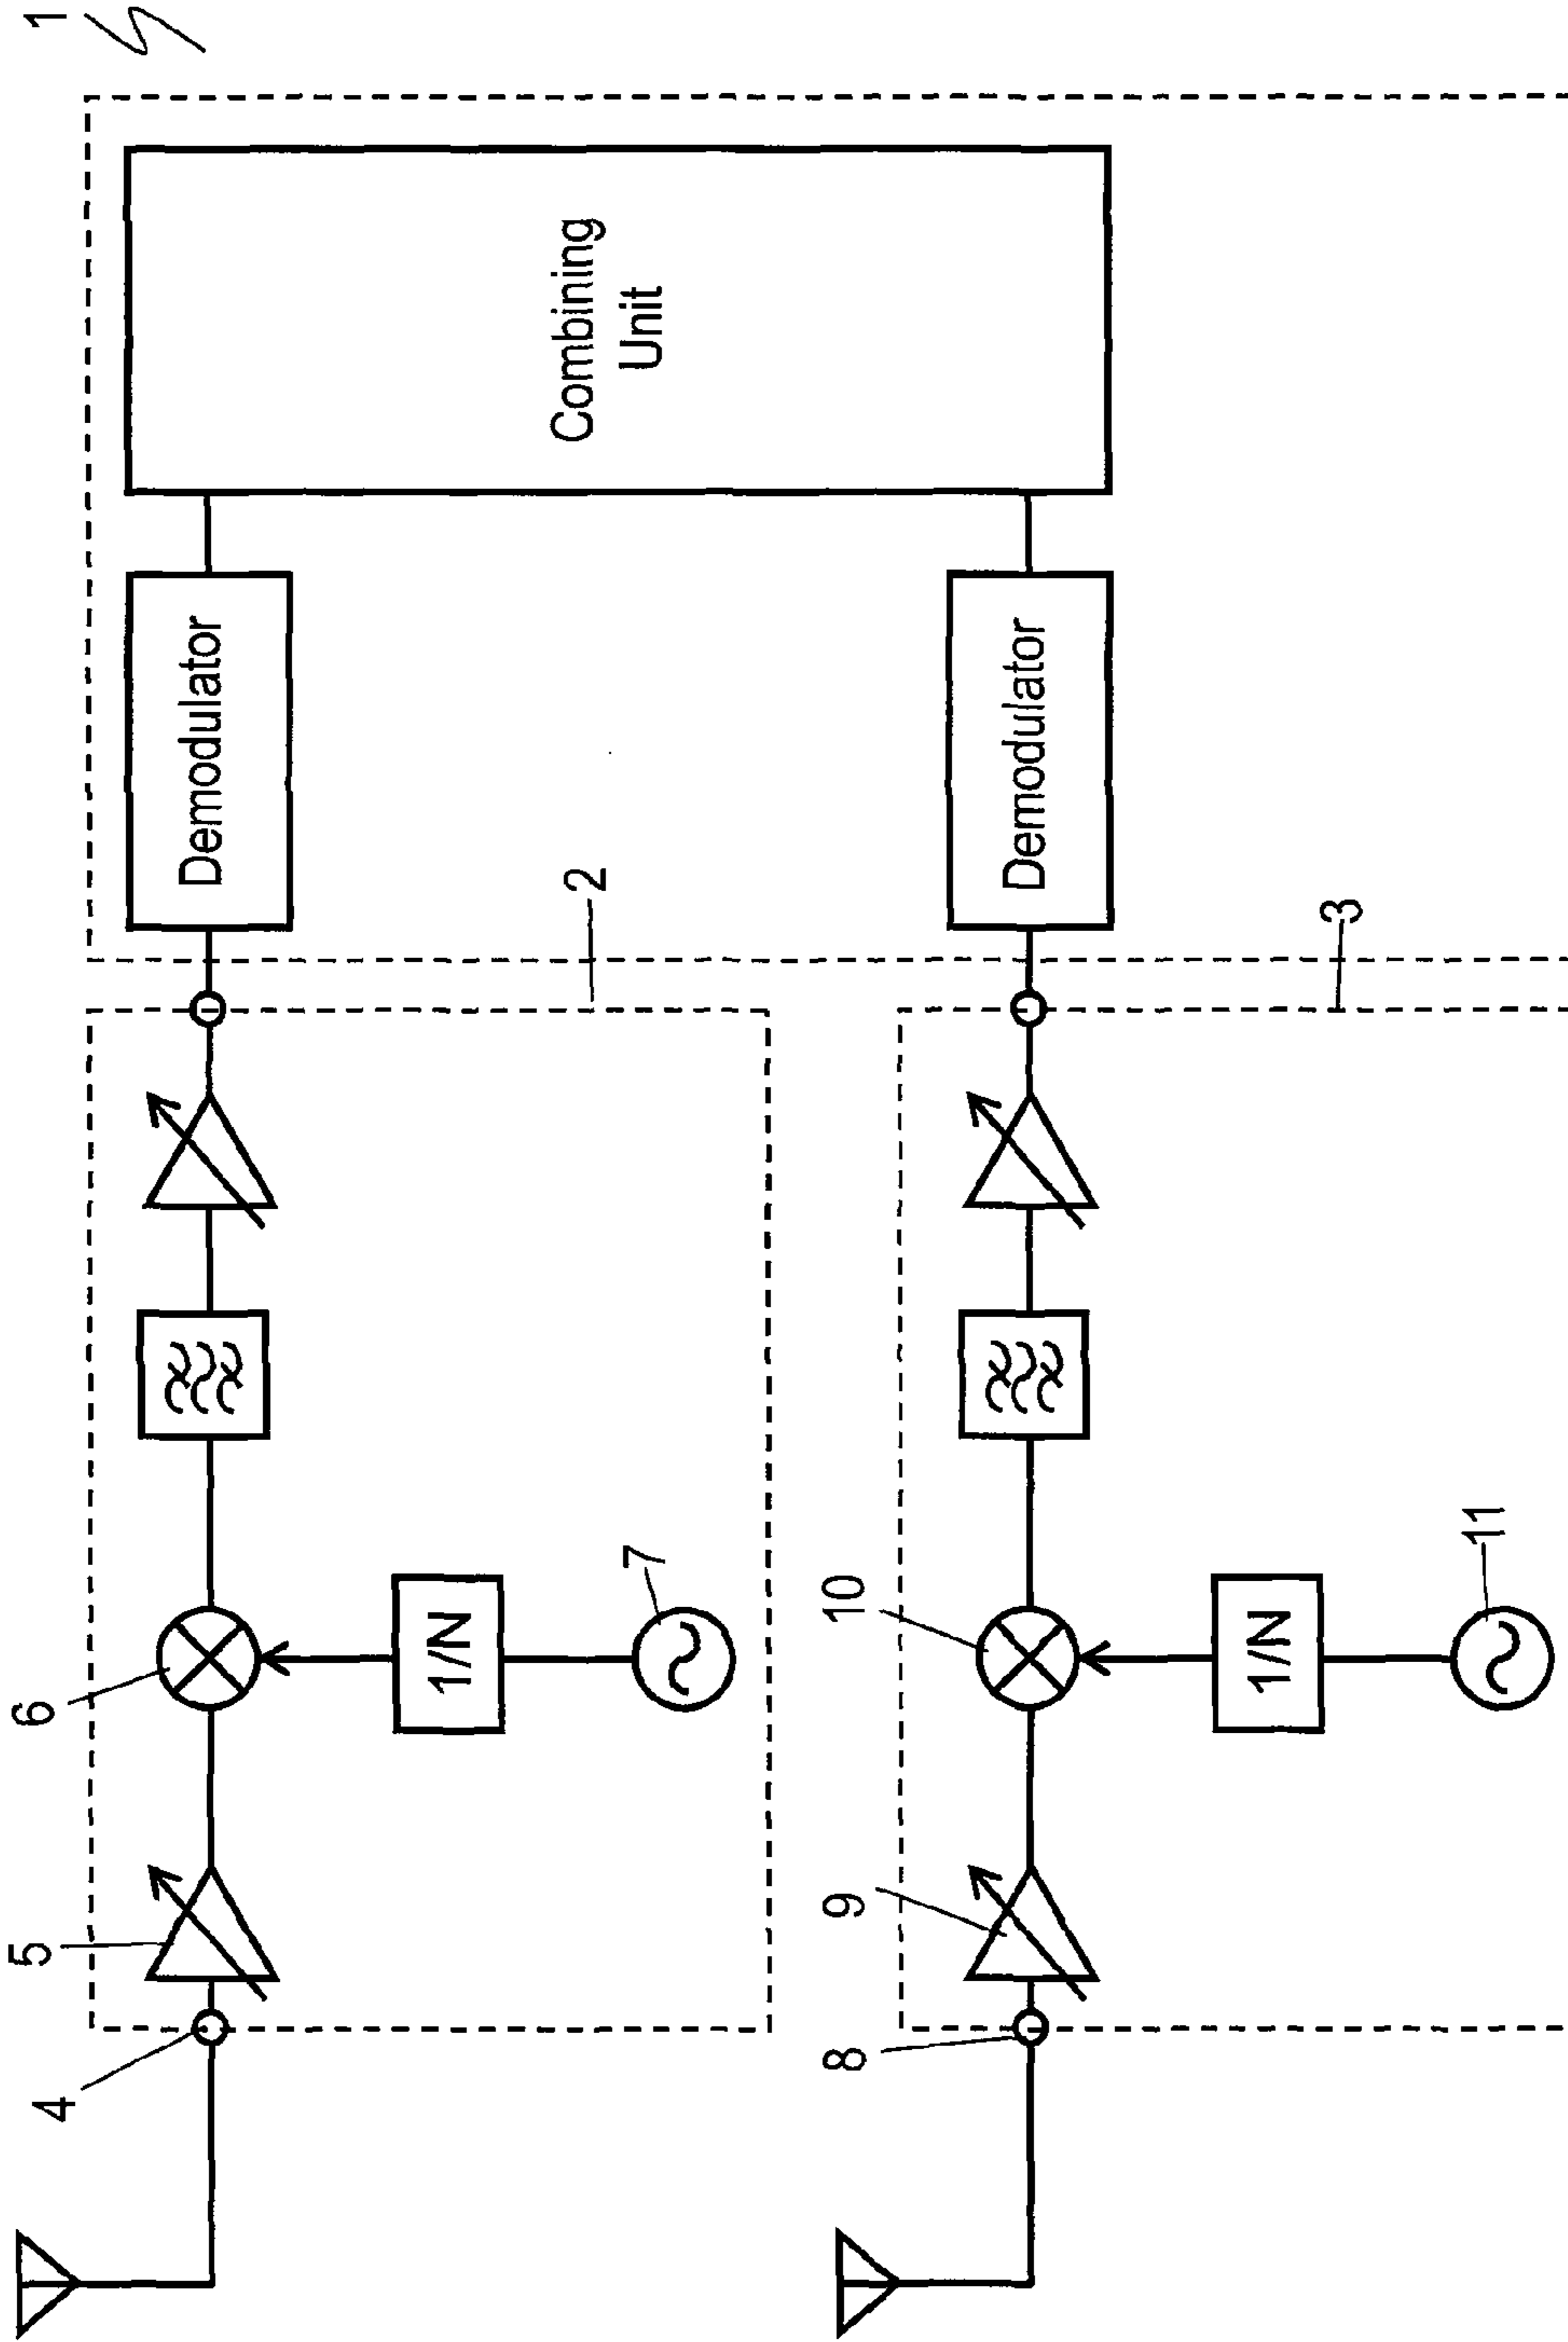 1
Demodulator
Combining
Unit
2
6
1/N
7
5
4
Demodulator
3
10
1/N
11
9
8